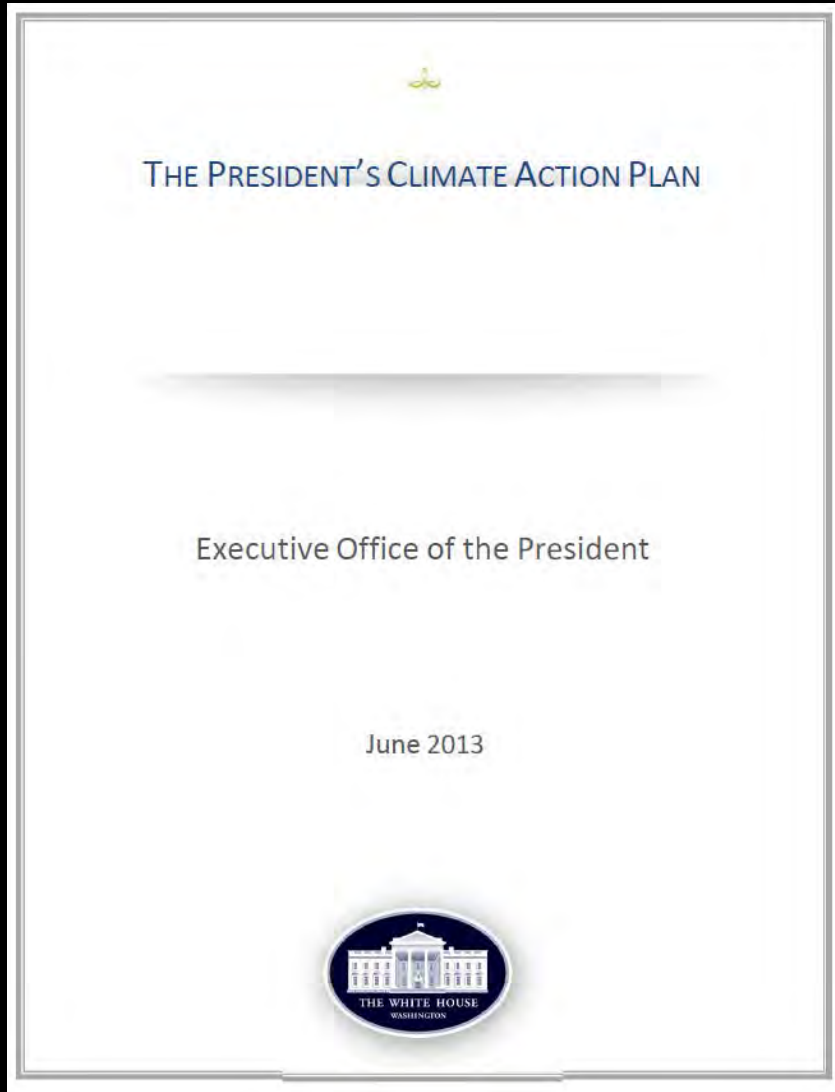 THE PRESIDENT'S CLIMATE ACTION PLAN
Executive Office of the President
June 2013
THE WHITE HOUSE
WASHINGTON